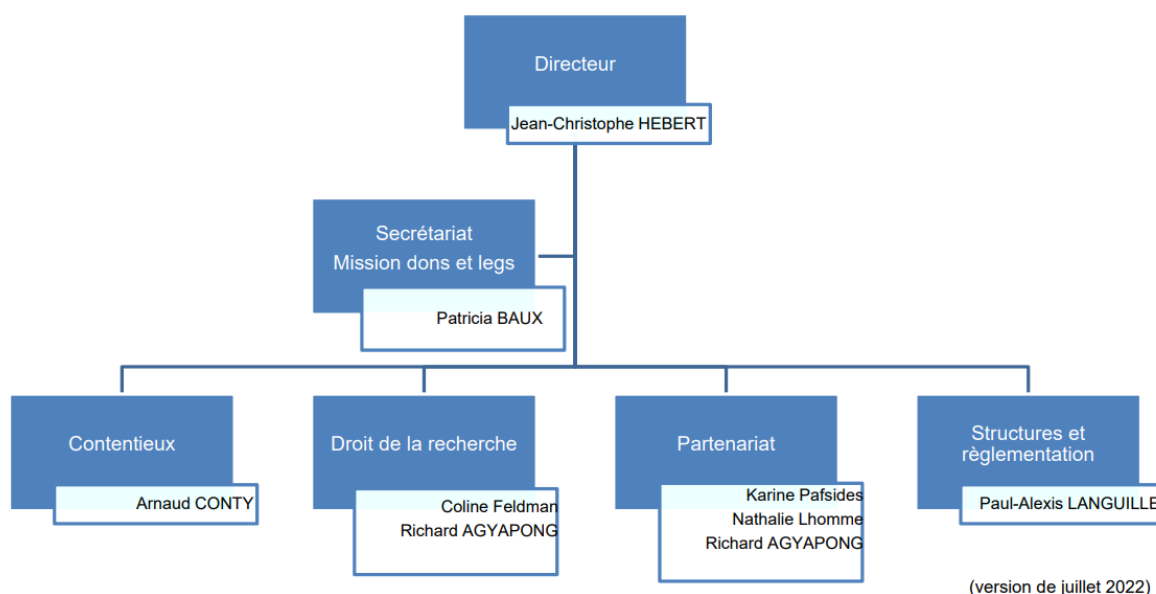 Directeur
Jean-Christophe HEBERT
Secrétariat
Mission dons et legs
Patricia BAUX
Contentieux
Arnaud CONTY
Droit de la recherche
Coline Feldman
Richard AGYAPONG
Partenariat
Karine Pafsides
Nathalie Lhomme
Richard AGYAPONG
Structures et
règlementation
Paul-Alexis LANGUILLE
(version de juillet 2022)